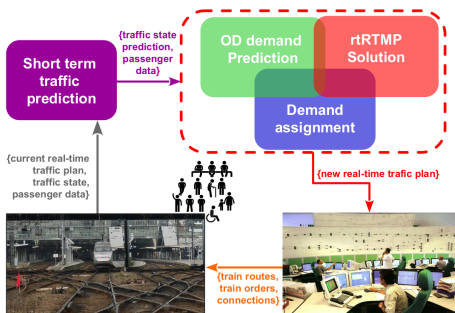 {traffic state
prediction,
passenger
data}
Short term
traffic
prediction
OD demand
Prediction
rtRTMP
Solution
Demand
assignment
{current real-time
traffic plan,
traffic state,
passenger data}
{new real-time trafic plan}
{train routes,
train orders,
connections}